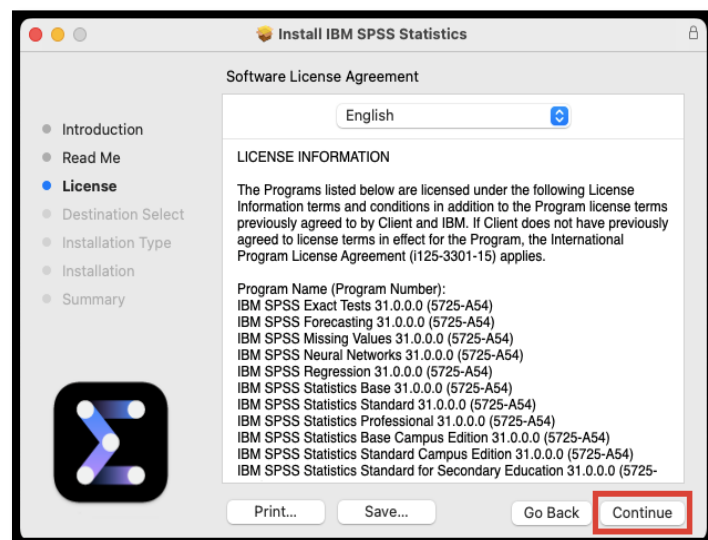 Install IBM SPSS Statistics
Software License Agreement
Introduction
Read Me
License
Destination Select
Installation Type
Installation
Summary
English
LICENSE INFORMATION
The Programs listed below are licensed under the following License
Information terms and conditions in addition to the Program license terms
previously agreed to by Client and IBM. If Client does not have previously
agreed to license terms in effect for the Program, the International
Program License Agreement (i125-3301-15) applies.
Program Name (Program Number):
IBM SPSS Exact Tests 31.0.0.0 (5725-A54)
IBM SPSS Forecasting 31.0.0.0 (5725-A54)
IBM SPSS Missing Values 31.0.0.0 (5725-A54)
IBM SPSS Neural Networks 31.0.0.0 (5725-A54)
IBM SPSS Regression 31.0.0.0 (5725-A54)
IBM SPSS Statistics Base 31.0.0.0 (5725-A54)
IBM SPSS Statistics Standard 31.0.0.0 (5725-A54)
IBM SPSS Statistics Professional 31.0.0.0 (5725-A54)
IBM SPSS Statistics Base Campus Edition 31.0.0.0 (5725-A54)
IBM SPSS Statistics Standard Campus Edition 31.0.0.0 (5725-A54)
IBM SPSS Statistics Standard for Secondary Education 31.0.0.0 (5725-
Print... Save... Go Back Continue